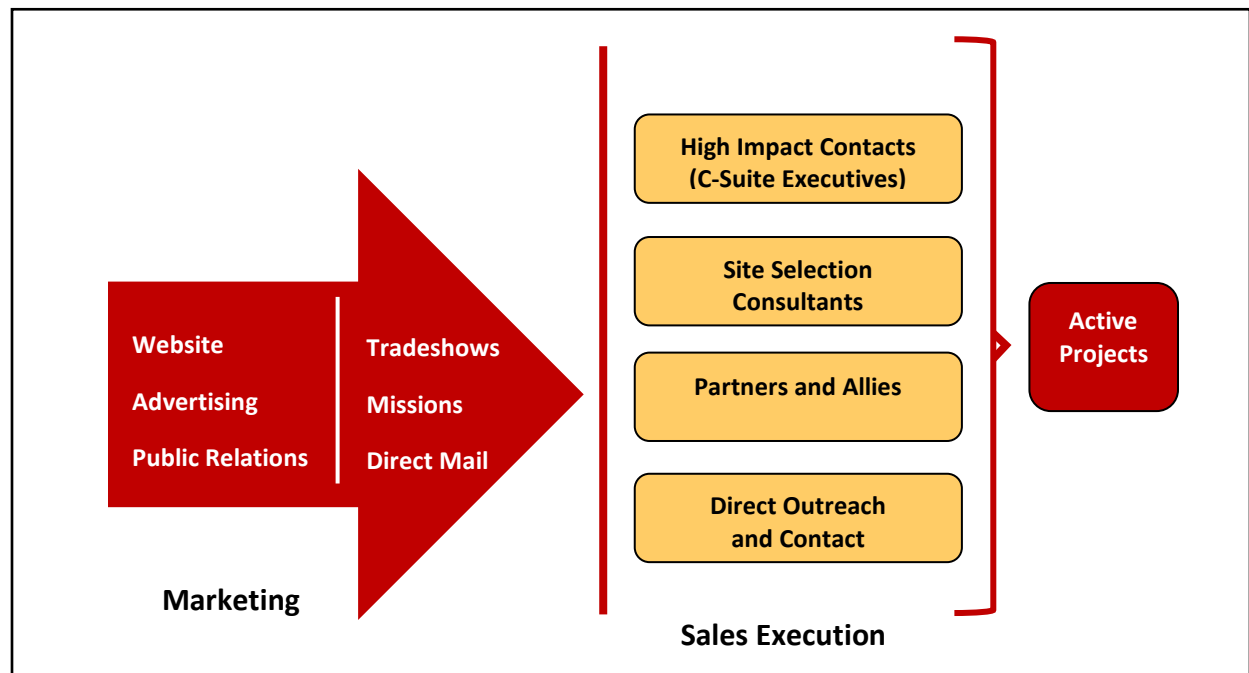 Website
Advertising
Public Relations
Tradeshows
Missions
Direct Mail
Marketing
High Impact Contacts
(C-Suite Executives)
Site Selection
Consultants
Partners and Allies
Direct Outreach
and Contact
Sales Execution
Active
Projects